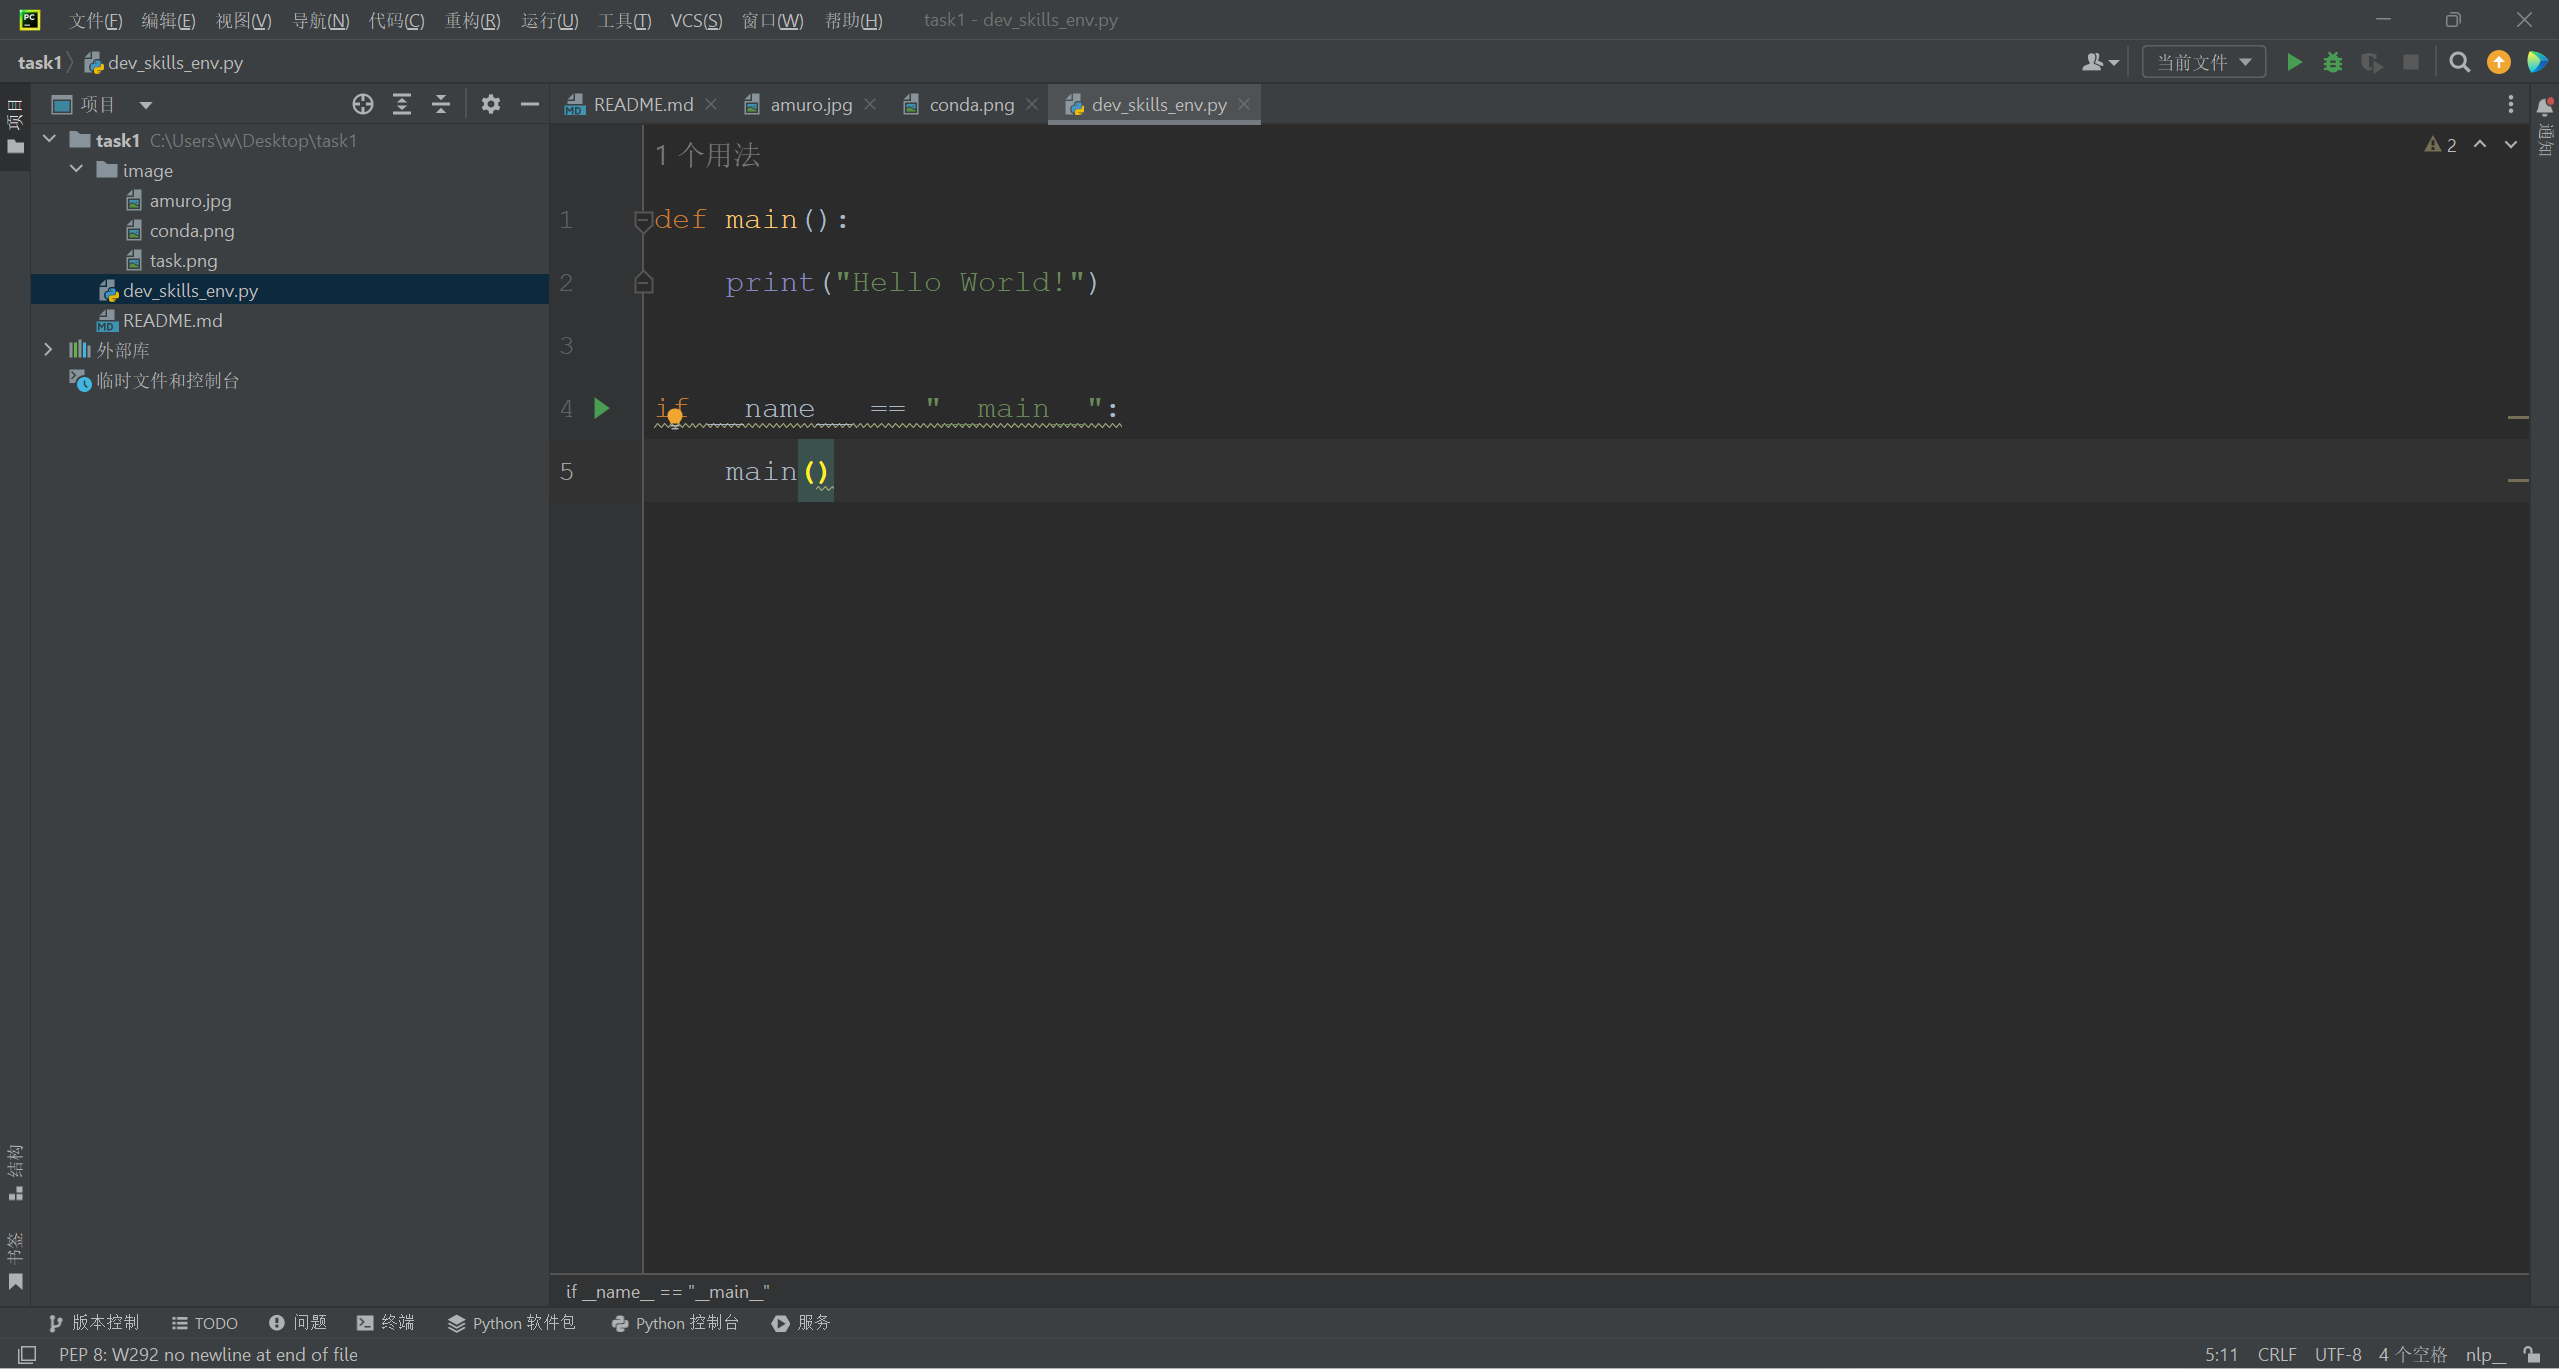 文件(F) 编辑(E) 视图(V) 导航(N) 代码(C) 重构(R) 运行(U) 工具(T) VCS(S) 窗口(W) 帮助(H) task1 - dev_skills_env.py
task1 dev_skills_env.py 当前文件
项目
项目
README.md amuro.jpg conda.png dev_skills_env.py
通知
task1 C:\Users\w\Desktop\task1
image
amuro.jpg
conda.png
task.png
dev_skills_env.py
README.md
外部库
临时文件和控制台
2
1 个用法
1 def main():
2 print("Hello World!")
3
4 if __name__ == "__main__":
5 main()
结构
书签
if __name__ == "__main__"
版本控制 TODO 问题 终端 Python 软件包 Python 控制台 服务
PEP 8: W292 no newline at end of file 5:11 CRLF UTF-8 4 个空格 nlp__